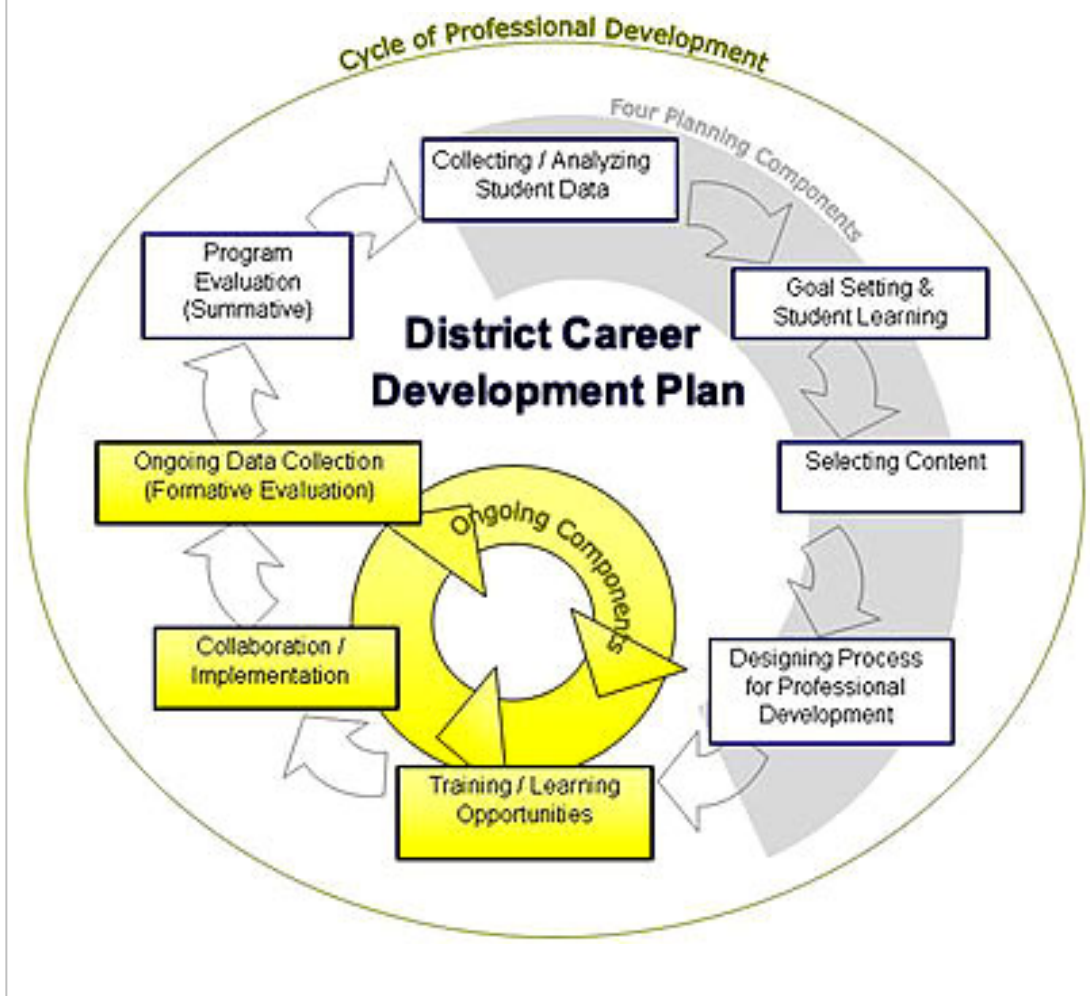 Cycle of Professional Development
Four Planning Components
Collecting / Analyzing
Student Data
Goal Setting &
Student Learning
Selecting Content
Designing Process
for Professional
Development
Training / Learning
Opportunities
Collaboration /
Implementation
Ongoing Data Collection
(Formative Evaluation)
Program
Evaluation
(Summative)
District Career
Development Plan
Ongoing Components